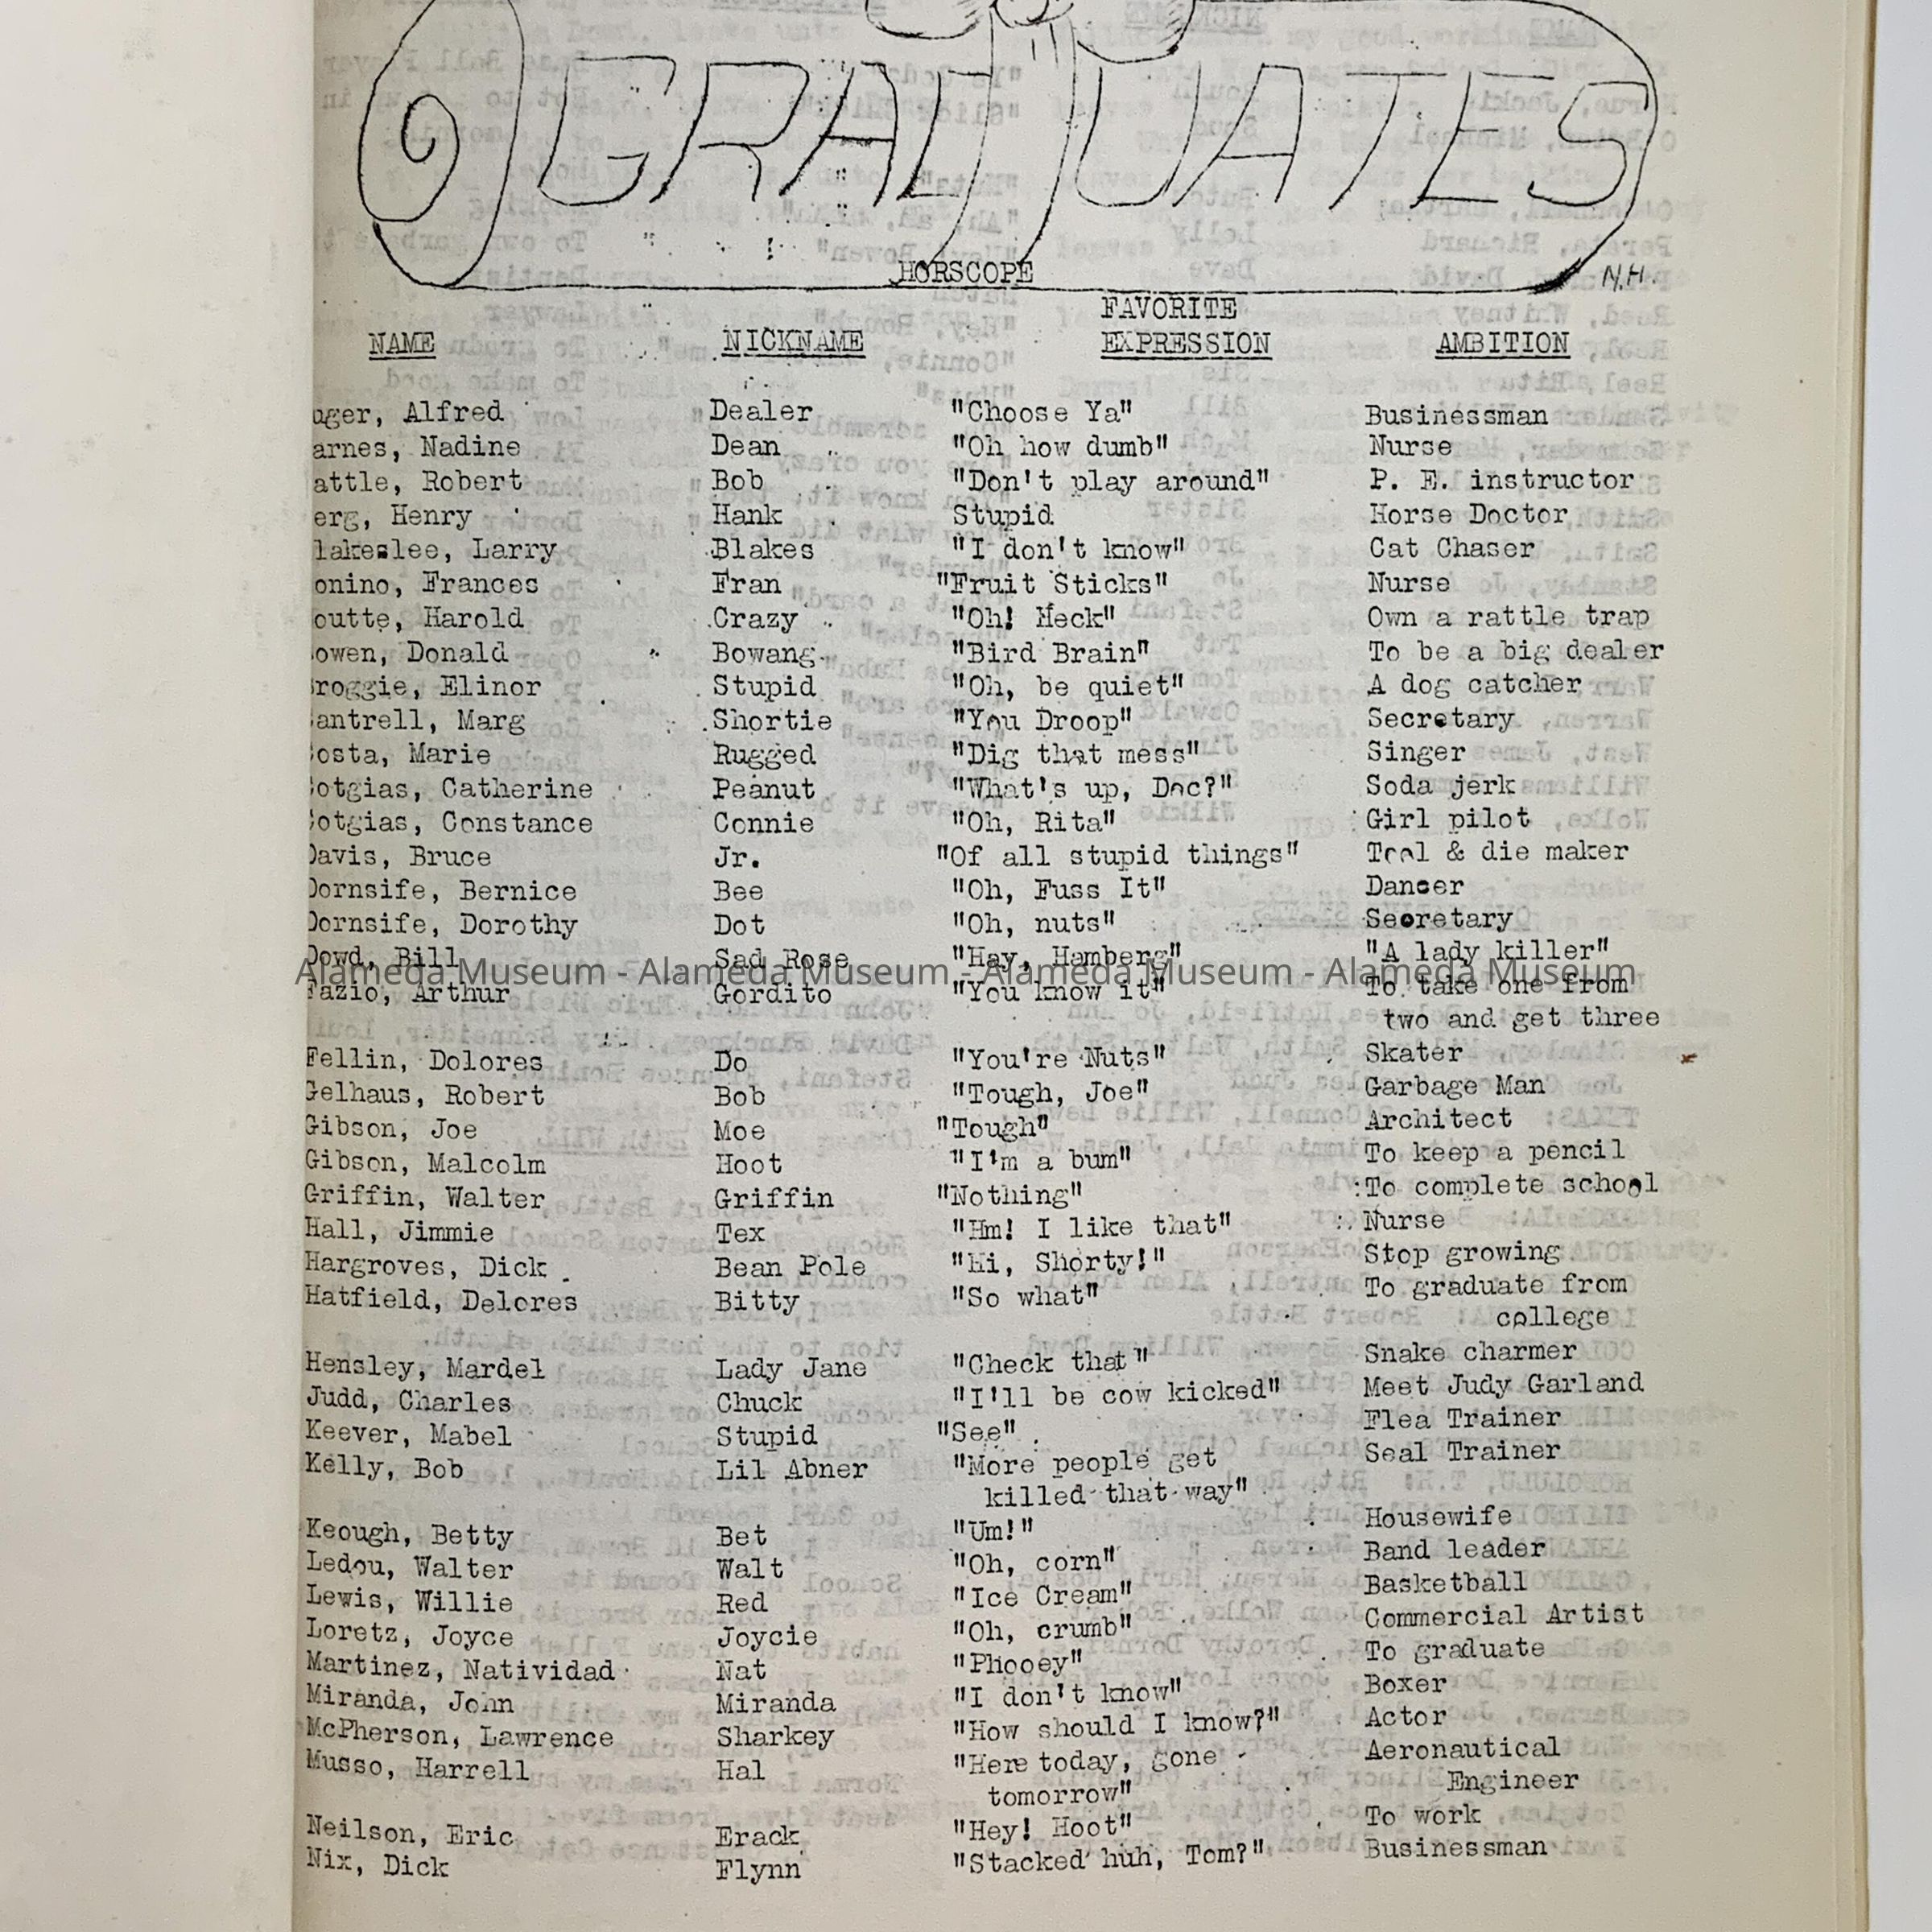 GRADUATES
N.H.
HORSCOPE
NAME NICKNAME FAVORITE EXPRESSION AMBITION
uger, Alfred Dealer "Choose Ya" Businessman
arnes, Nadine Dean "Oh how dumb" Nurse
attle, Robert Bob "Don't play around" P. E. instructor
erg, Henry Hank Stupid Horse Doctor
lakeslee, Larry Blakes "I don't know" Cat Chaser
onino, Frances Fran "Fruit Sticks" Nurse
outte, Harold Crazy "Oh! Heck" Own a rattle trap
owen, Donald Bowang "Bird Brain" To be a big dealer
roggie, Elinor Stupid "Oh, be quiet" A dog catcher
antrell, Marg Shortie "You Droop" Secretary
osta, Marie Rugged "Dig that mess" Singer
otgias, Catherine Peanut "What's up, Doc?" Soda jerk
Cotgias, Constance Connie "Oh, Rita" Girl pilot
Davis, Bruce Jr. "Of all stupid things" Tool & die maker
Dornsife, Bernice Bee "Oh, Fuss It" Dancer
Dornsife, Dorothy Dot "Oh, nuts" Secretary
Dowd, Bill Sad Rose "Hay, Hamberg" "A lady killer"
Alameda Museum - Alameda Museum - Alameda Museum - Alameda Museum
Fazio, Arthur Gordito "You know it" To take one from
two and get three
Fellin, Dolores Do "You're Nuts" Skater
Gelhaus, Robert Bob "Tough, Joe" Garbage Man
Gibson, Joe Moe "Tough" Architect
Gibson, Malcolm Hoot "I'm a bum" To keep a pencil
Griffin, Walter Griffin "Nothing" To complete school
Hall, Jimmie Tex "Hm! I like that" Nurse
Hargroves, Dick Bean Pole "Hi, Shorty!" Stop growing
Hatfield, Delores Bitty "So what" To graduate from
college
Hensley, Mardel Lady Jane "Check that" Snake charmer
Judd, Charles Chuck "I'll be cow kicked" Meet Judy Garland
Keever, Mabel Stupid "See" Flea Trainer
Kelly, Bob Lil Abner "More people get Seal Trainer
killed that way"
Keough, Betty Bet "Um!" Housewife
Ledou, Walter Walt "Oh, corn" Band leader
Lewis, Willie Red "Ice Cream" Basketball
Loretz, Joyce Joycie "Oh, crumb" Commercial Artist
Martinez, Natividad Nat "Phooey" To graduate
Miranda, John Miranda "I don't know" Boxer
McPherson, Lawrence Sharkey "How should I know?" Actor
Musso, Harrell Hal "Here today, gone Aeronautical
tomorrow" Engineer
Neilson, Eric Erack "Hey! Hoot" To work
Nix, Dick Flynn "Stacked huh, Tom?" Businessman